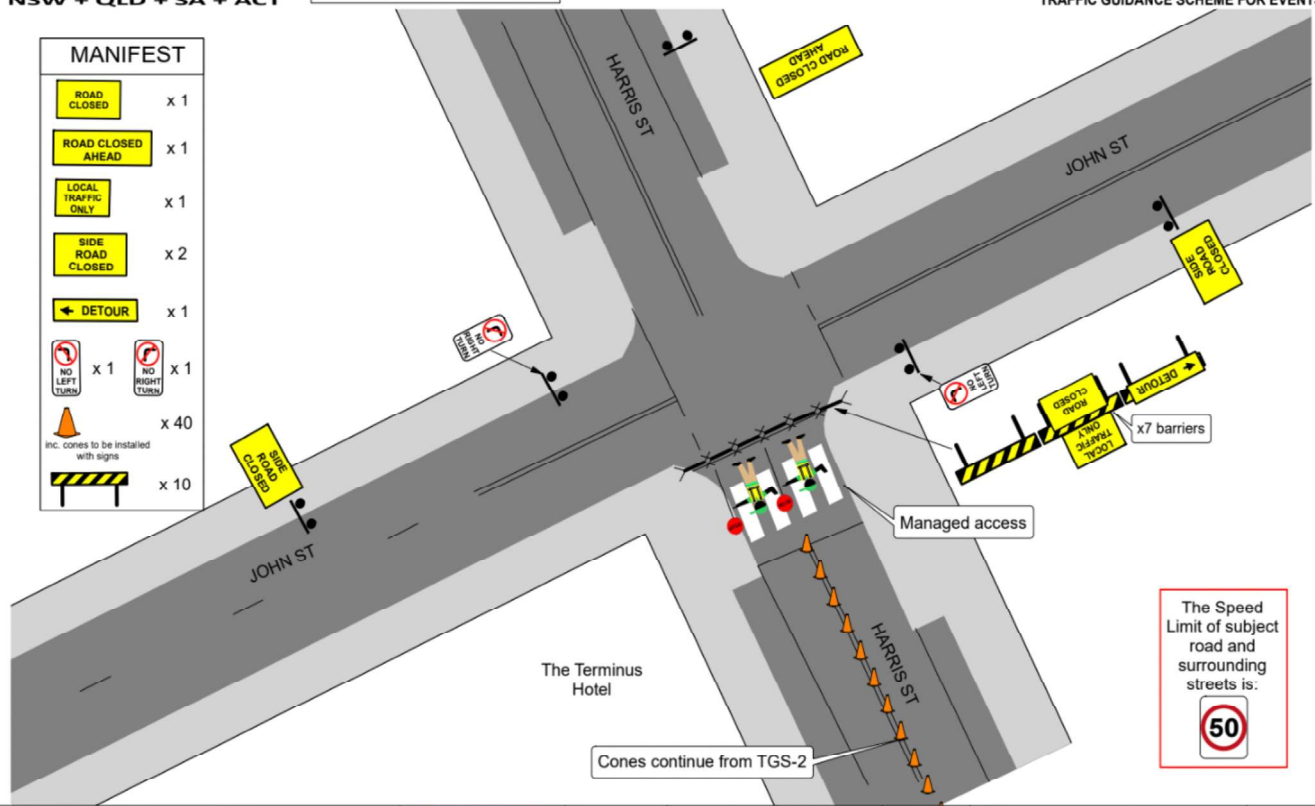 NSW + QLD + SA + ACT
TRAFFIC GUIDANCE SCHEME FOR EVENTS
MANIFEST
ROAD
CLOSED
x 1
ROAD CLOSED
AHEAD
x 1
LOCAL
TRAFFIC
ONLY
x 1
SIDE
ROAD
CLOSED
x 2
DETOUR
x 1
NO
LEFT
TURN
x 1
NO
RIGHT
TURN
x 1
x 40
inc. cones to be installed
with signs
x 10
HARRIS ST
ROAD CLOSED
AHEAD
JOHN ST
SIDE
ROAD
CLOSED
NO
RIGHT
TURN
NO
LEFT
TURN
DETOUR
ROAD
CLOSED
LOCAL
TRAFFIC
ONLY
x7 barriers
SIDE
ROAD
CLOSED
JOHN ST
Managed access
HARRIS ST
The Terminus
Hotel
Cones continue from TGS-2
The Speed
Limit of subject
road and
surrounding
streets is:
50